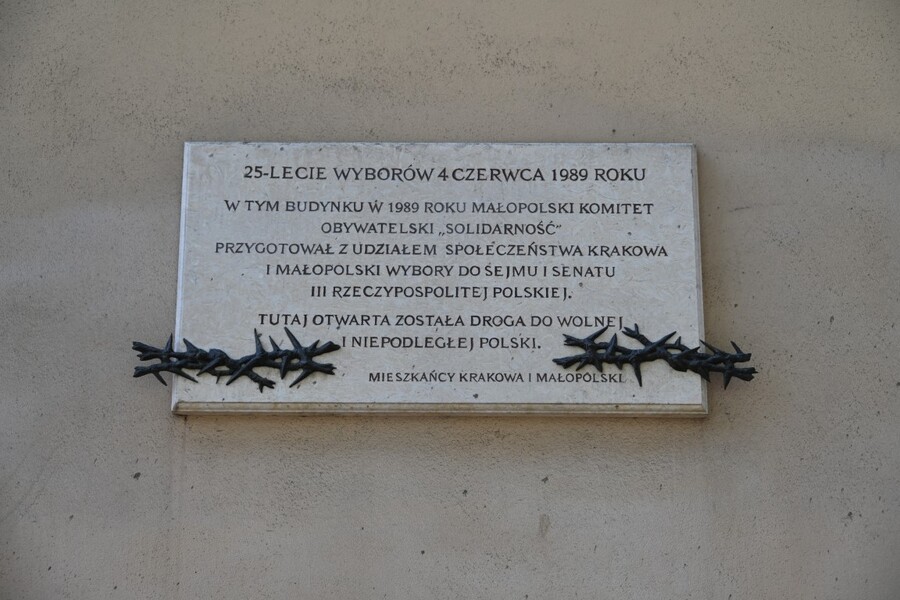 25-LECIE WYBORÓW 4 CZERWCA 1989 ROKU
W TYM BUDYNKU W 1989 ROKU MAŁOPOLSKI KOMITET
OBYWATELSKI „SOLIDARNOŚĆ”
PRZYGOTOWAŁ Z UDZIAŁEM SPOŁECZEŃSTWA KRAKOWA
I MAŁOPOLSKI WYBORY DO SEJMU I SENATU
III RZECZYPOSPOLITEJ POLSKIEJ.
TUTAJ OTWARTA ZOSTAŁA DROGA DO WOLNEJ
I NIEPODLEGŁEJ POLSKI.
MIESZKAŃCY KRAKOWA I MAŁOPOLSKI